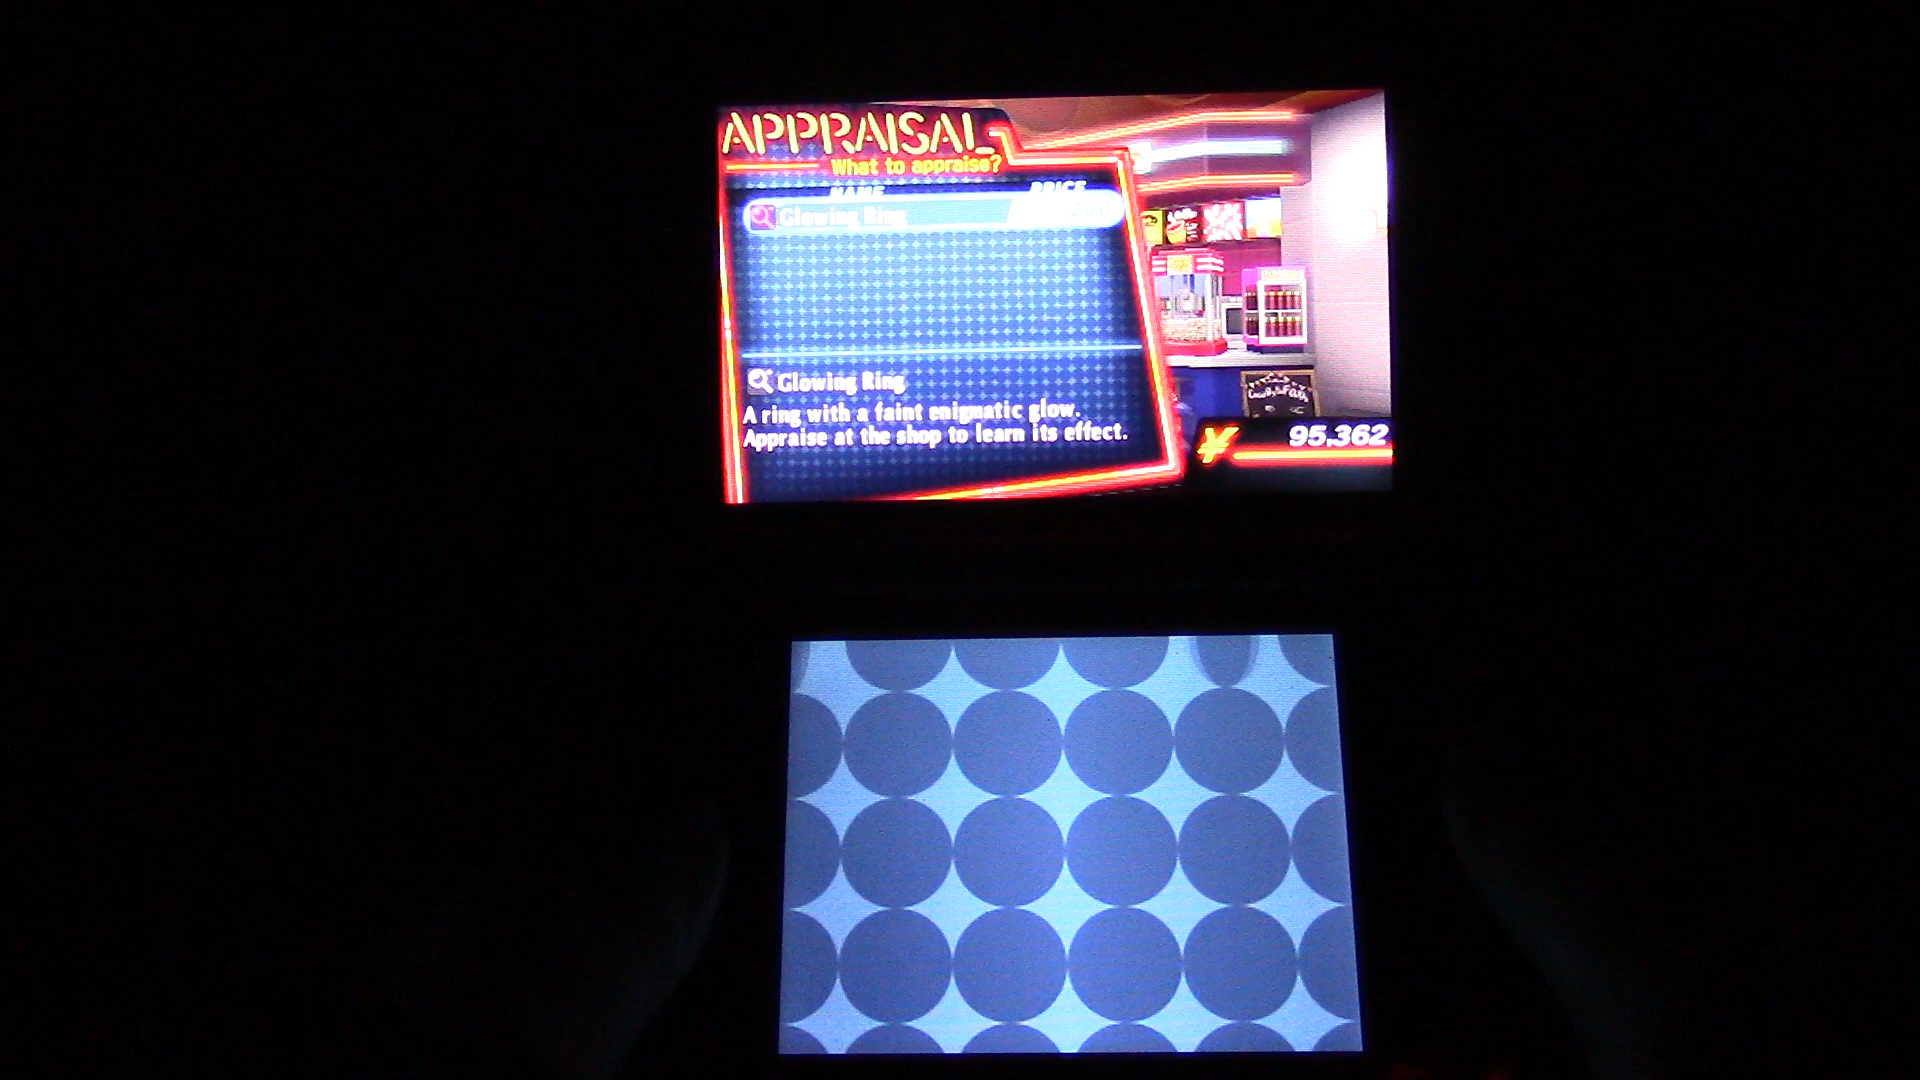 APPRAISAL
What to appraise?
NAME PRICE
Glowing Ring 200
Glowing Ring
A ring with a faint enigmatic glow.
Appraise at the shop to learn its effect.
¥ 95,362